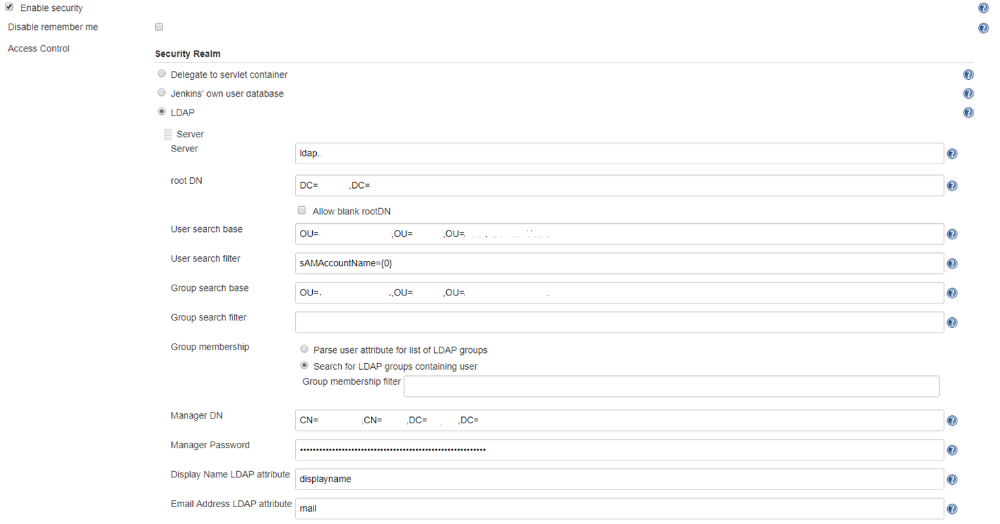 Enable security
Disable remember me
Access Control
Security Realm
Delegate to servlet container
Jenkins' own user database
LDAP
Server
Server ldap.
root DN DC= ,DC=
Allow blank rootDN
User search base OU= ,OU= ,OU=
User search filter sAMAccountName={0}
Group search base OU= ,OU= ,OU=
Group search filter
Group membership
Parse user attribute for list of LDAP groups
Search for LDAP groups containing user
Group membership filter
Manager DN CN= ,CN= ,DC= ,DC=
Manager Password
Display Name LDAP attribute displayname
Email Address LDAP attribute mail